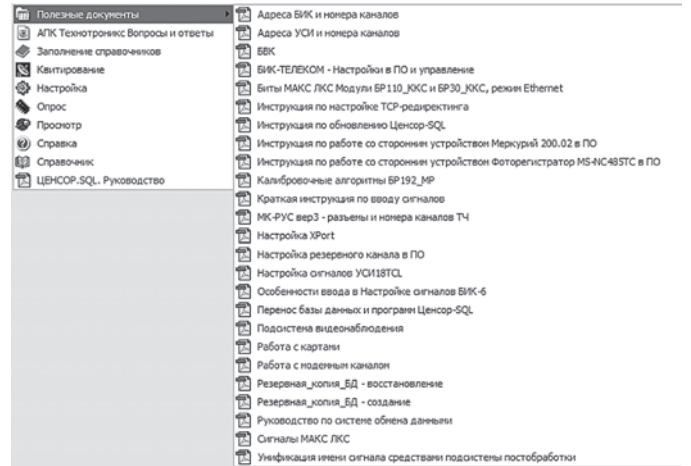 Полезные документы
АПК Технотроникс Вопросы и ответы
Заполнение справочников
Квитирование
Настройка
Опрос
Просмотр
Справка
Справочник
ЦЕНСОР.SQL. Руководство
Адреса БИК и номера каналов
Адреса УСИ и номера каналов
БВК
БИК-ТЕЛЕКОМ - Настройки в ПО и управление
Биты МАКС ЛКС Модули БР110_ККС и БР30_ККС, режим Ethernet
Инструкция по настройке TCP-редиректинга
Инструкция по обновлению Ценсор-SQL
Инструкция по работе со сторонним устройством Меркурий 200.02 в ПО
Инструкция по работе со сторонним устройством Фоторегистратор MS-NC485TC в ПО
Калибровочные алгоритмы БР192_МР
Краткая инструкция по вводу сигналов
МК-РУС вер3 - разъемы и номера каналов ТЧ
Настройка XPort
Настройка резервного канала в ПО
Настройка сигналов УСИ18TCL
Особенности ввода в Настройке сигналов БИК-6
Перенос базы данных и программ Ценсор-SQL
Подсистема видеонаблюдения
Работа с картами
Работа с модемным каналом
Резервная_копия_БД - восстановление
Резервная_копия_БД - создание
Руководство по системе обмена данными
Сигналы МАКС ЛКС
Унификация имени сигнала средствами подсистемы постобработки